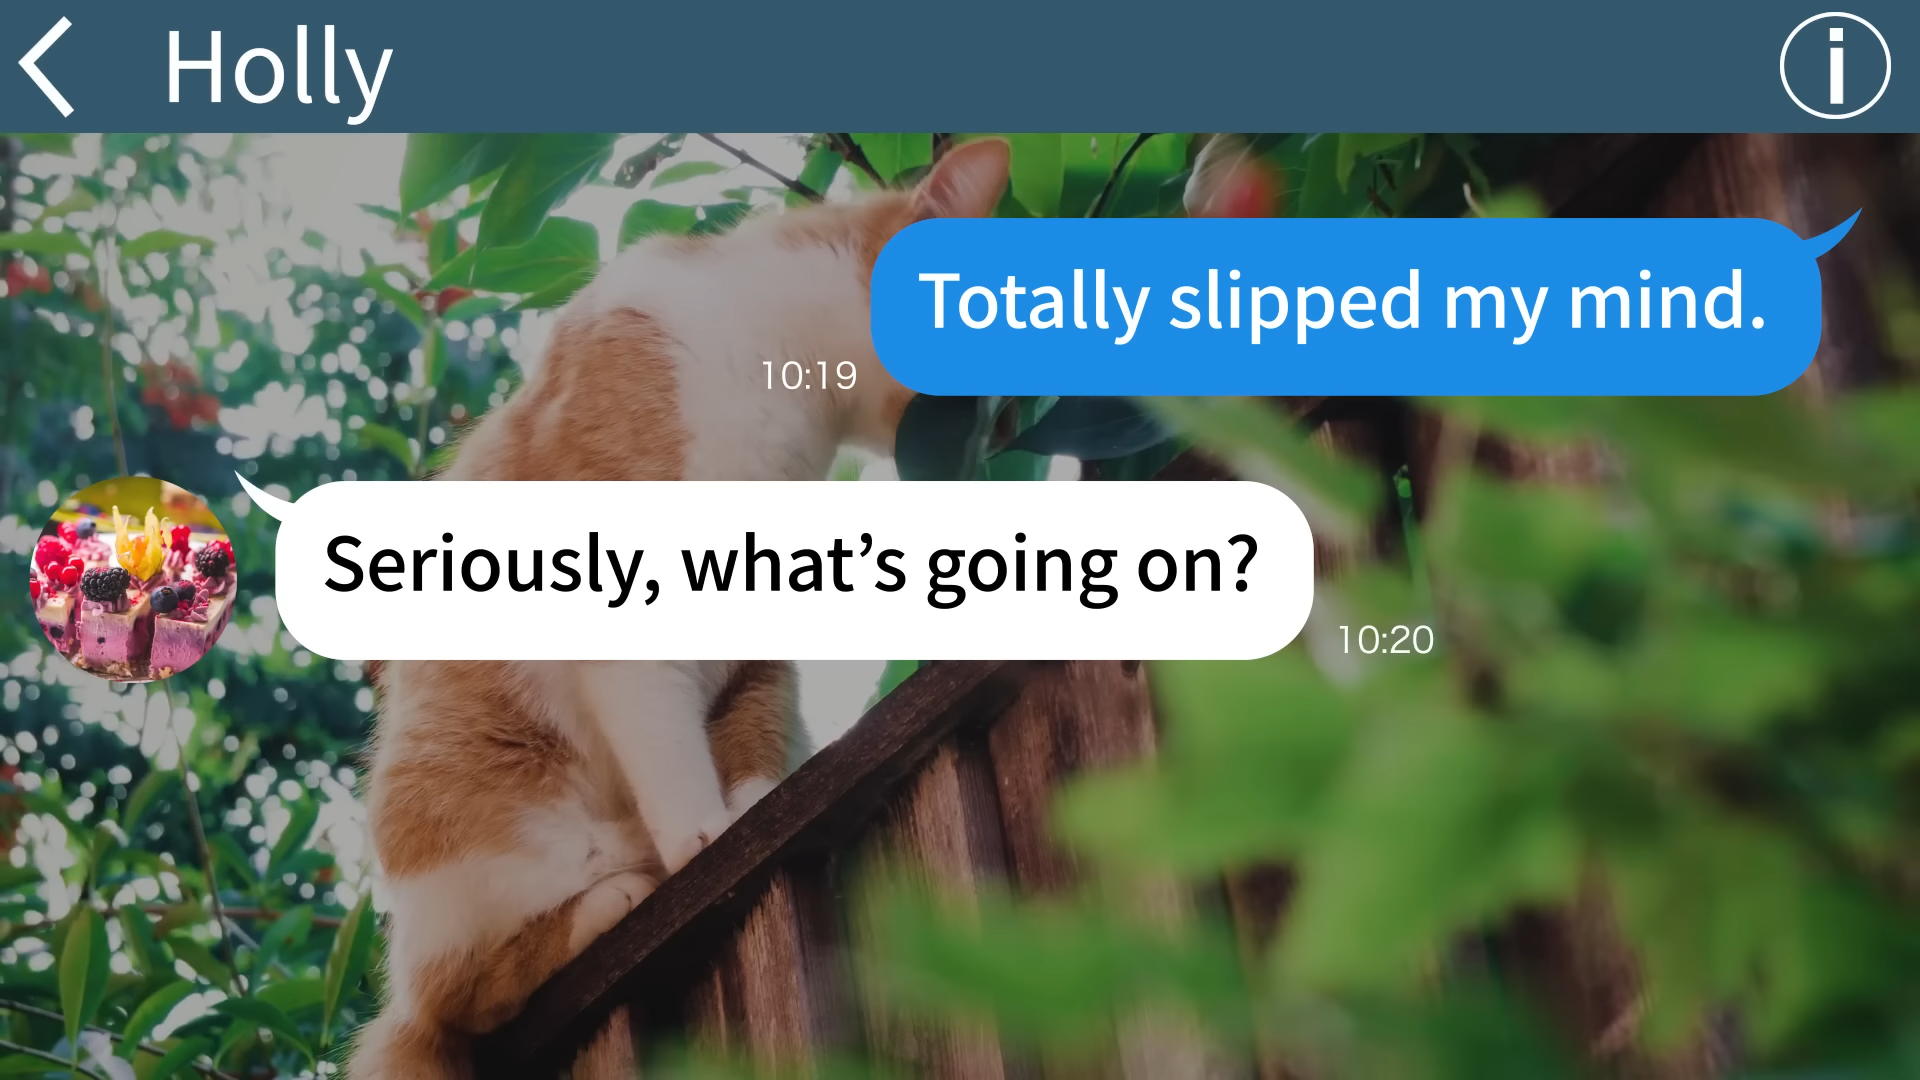 Holly
Totally slipped my mind.
10:19
Seriously, what’s going on?
10:20